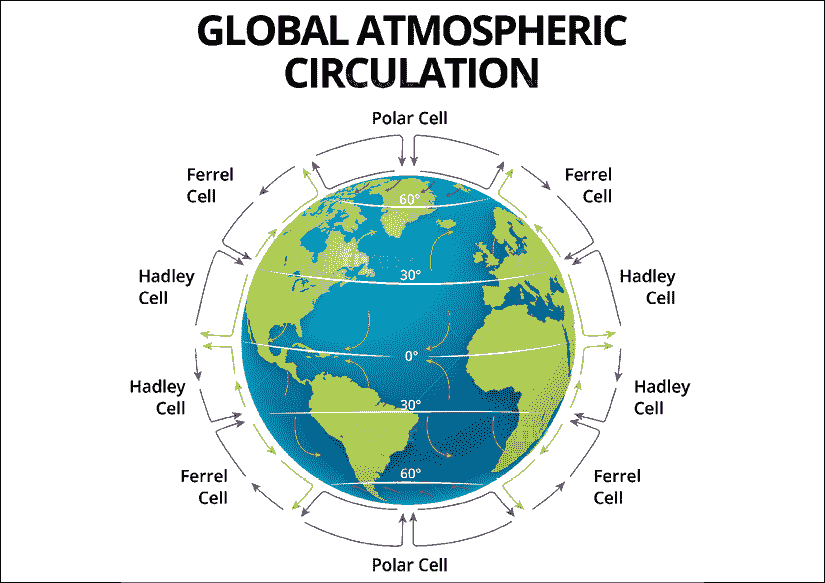 GLOBAL ATMOSPHERIC
CIRCULATION
Polar Cell
Ferrel
Cell
Ferrel
Cell
60°
Hadley
Cell
30°
Hadley
Cell
0°
Hadley
Cell
30°
Hadley
Cell
Ferrel
Cell
60°
Ferrel
Cell
Polar Cell